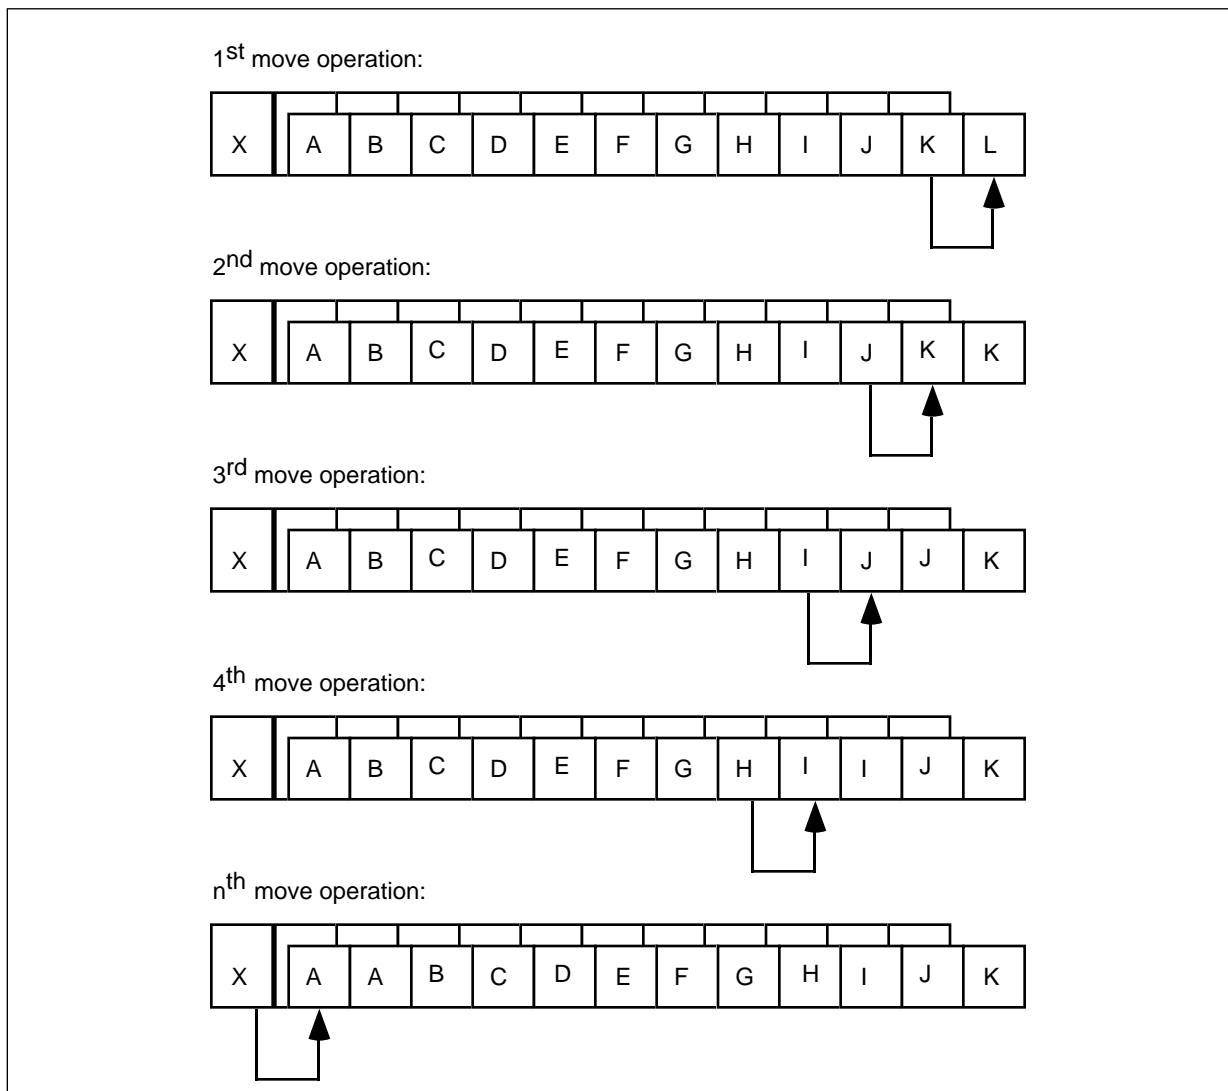 1st move operation:
X A B C D E F G H I J K L
2nd move operation:
X A B C D E F G H I J K K
3rd move operation:
X A B C D E F G H I J J K
4th move operation:
X A B C D E F G H I I J K
nth move operation:
X A A B C D E F G H I J K